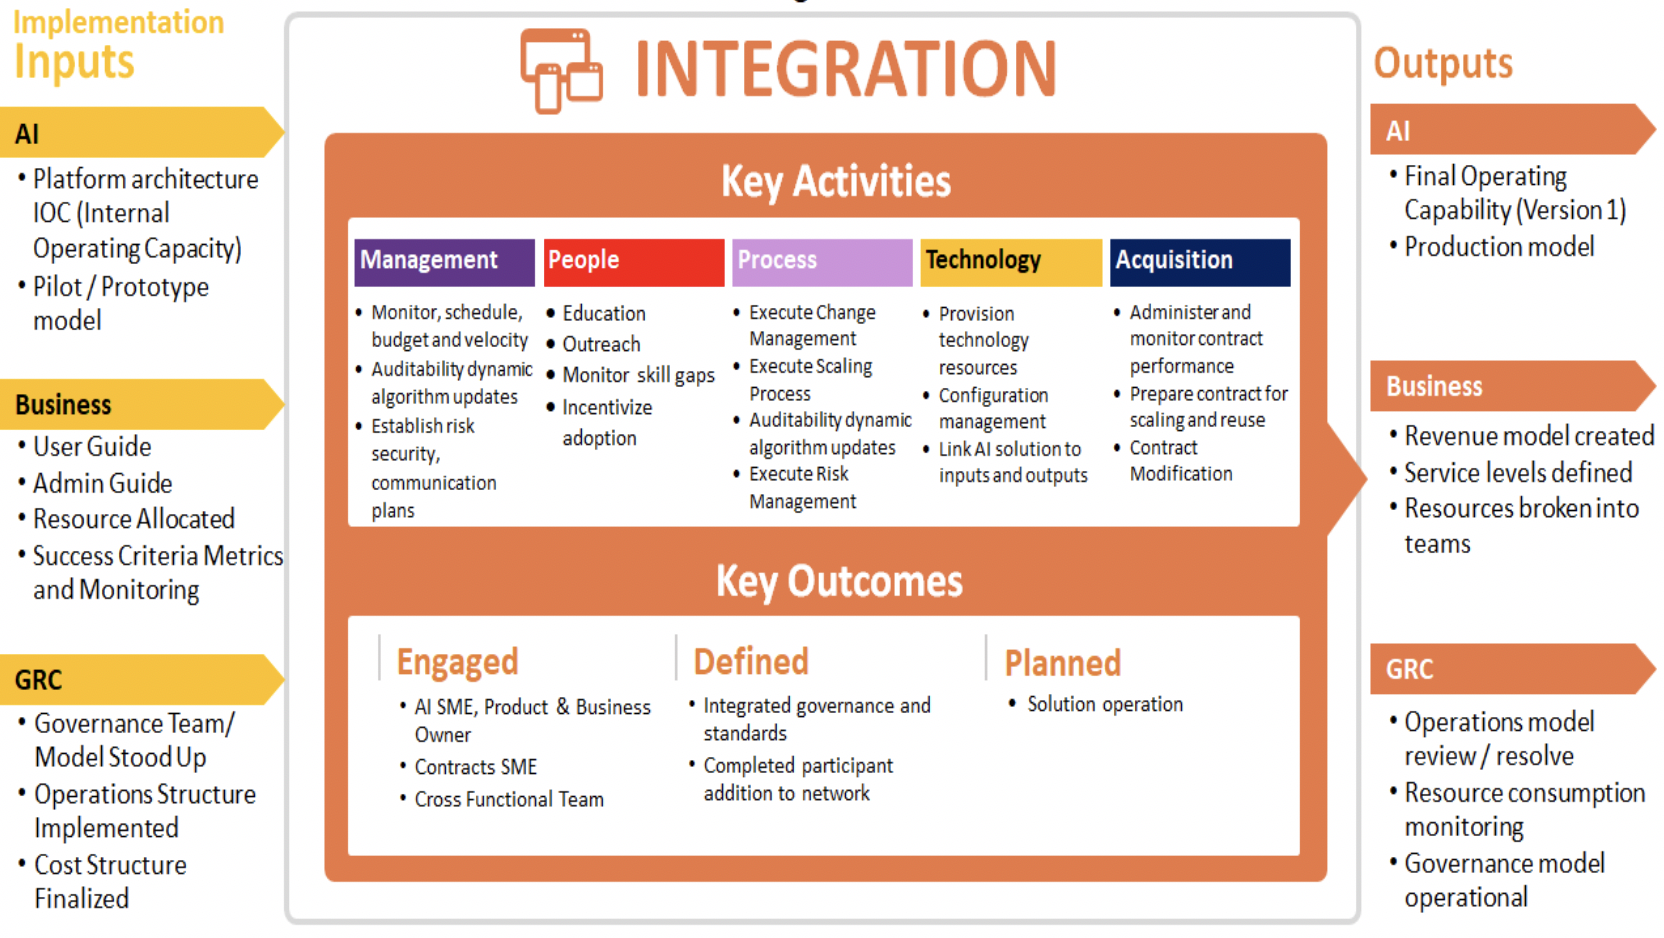 Implementation
Inputs
AI
• Platform architecture
IOC (Internal
Operating Capacity)
• Pilot / Prototype
model
Business
• User Guide
• Admin Guide
• Resource Allocated
• Success Criteria Metrics
and Monitoring
GRC
• Governance Team/
Model Stood Up
• Operations Structure
Implemented
• Cost Structure
Finalized
INTEGRATION
Key Activities
Management
• Monitor, schedule,
budget and velocity
• Auditability dynamic
algorithm updates
• Establish risk
security,
communication
plans
People
• Education
• Outreach
• Monitor skill gaps
• Incentivize
adoption
Process
• Execute Change
Management
• Execute Scaling
Process
• Auditability dynamic
algorithm updates
• Execute Risk
Management
Technology
• Provision
technology
resources
• Configuration
management
• Link AI solution to
inputs and outputs
Acquisition
• Administer and
monitor contract
performance
• Prepare contract for
scaling and reuse
• Contract
Modification
Key Outcomes
Engaged
• AI SME, Product & Business
Owner
• Contracts SME
• Cross Functional Team
Defined
• Integrated governance and
standards
• Completed participant
addition to network
Planned
• Solution operation
Outputs
AI
• Final Operating
Capability (Version 1)
• Production model
Business
• Revenue model created
• Service levels defined
• Resources broken into
teams
GRC
• Operations model
review / resolve
• Resource consumption
monitoring
• Governance model
operational